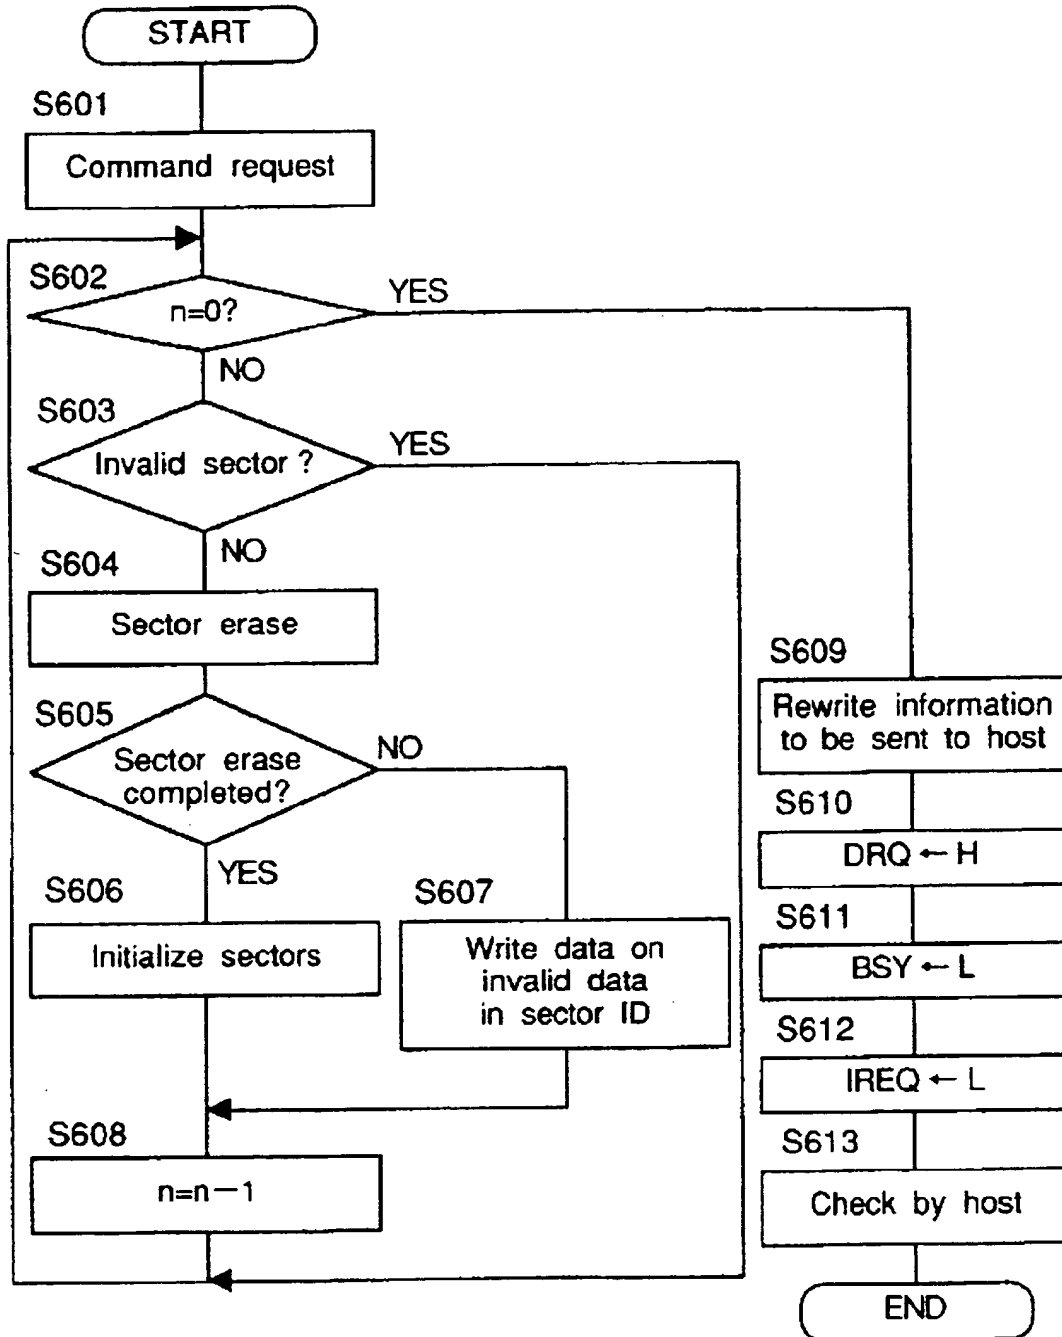 START
S601
Command request
S602
n=0?
YES
NO
S603
Invalid sector ?
YES
NO
S604
Sector erase
S605
Sector erase
completed?
NO
YES
S606
Initialize sectors
S607
Write data on
invalid data
in sector ID
S608
n=n−1
S609
Rewrite information
to be sent to host
S610
DRQ ← H
S611
BSY ← L
S612
IREQ ← L
S613
Check by host
END